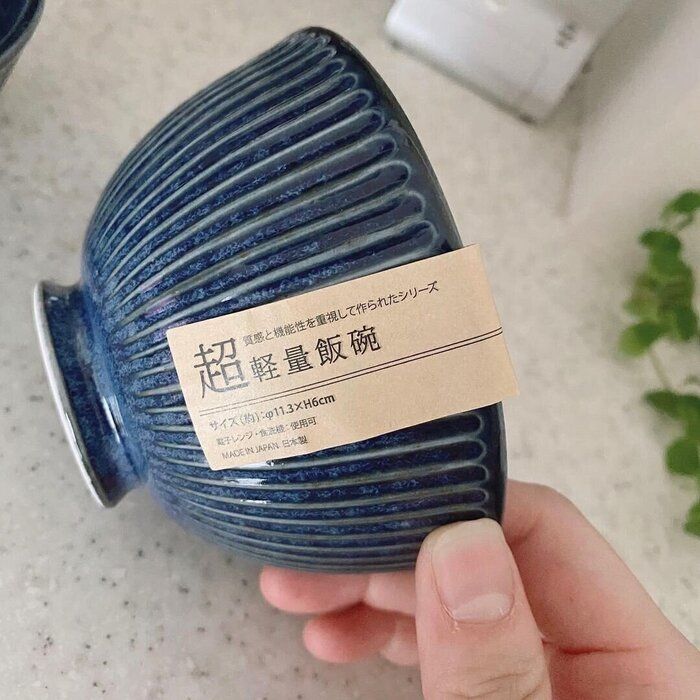 質感と機能性を重視して作られたシリーズ
超軽量飯碗
サイズ(約):φ11.3×H6cm
電子レンジ・食洗機:使用可
MADE IN JAPAN. 日本製